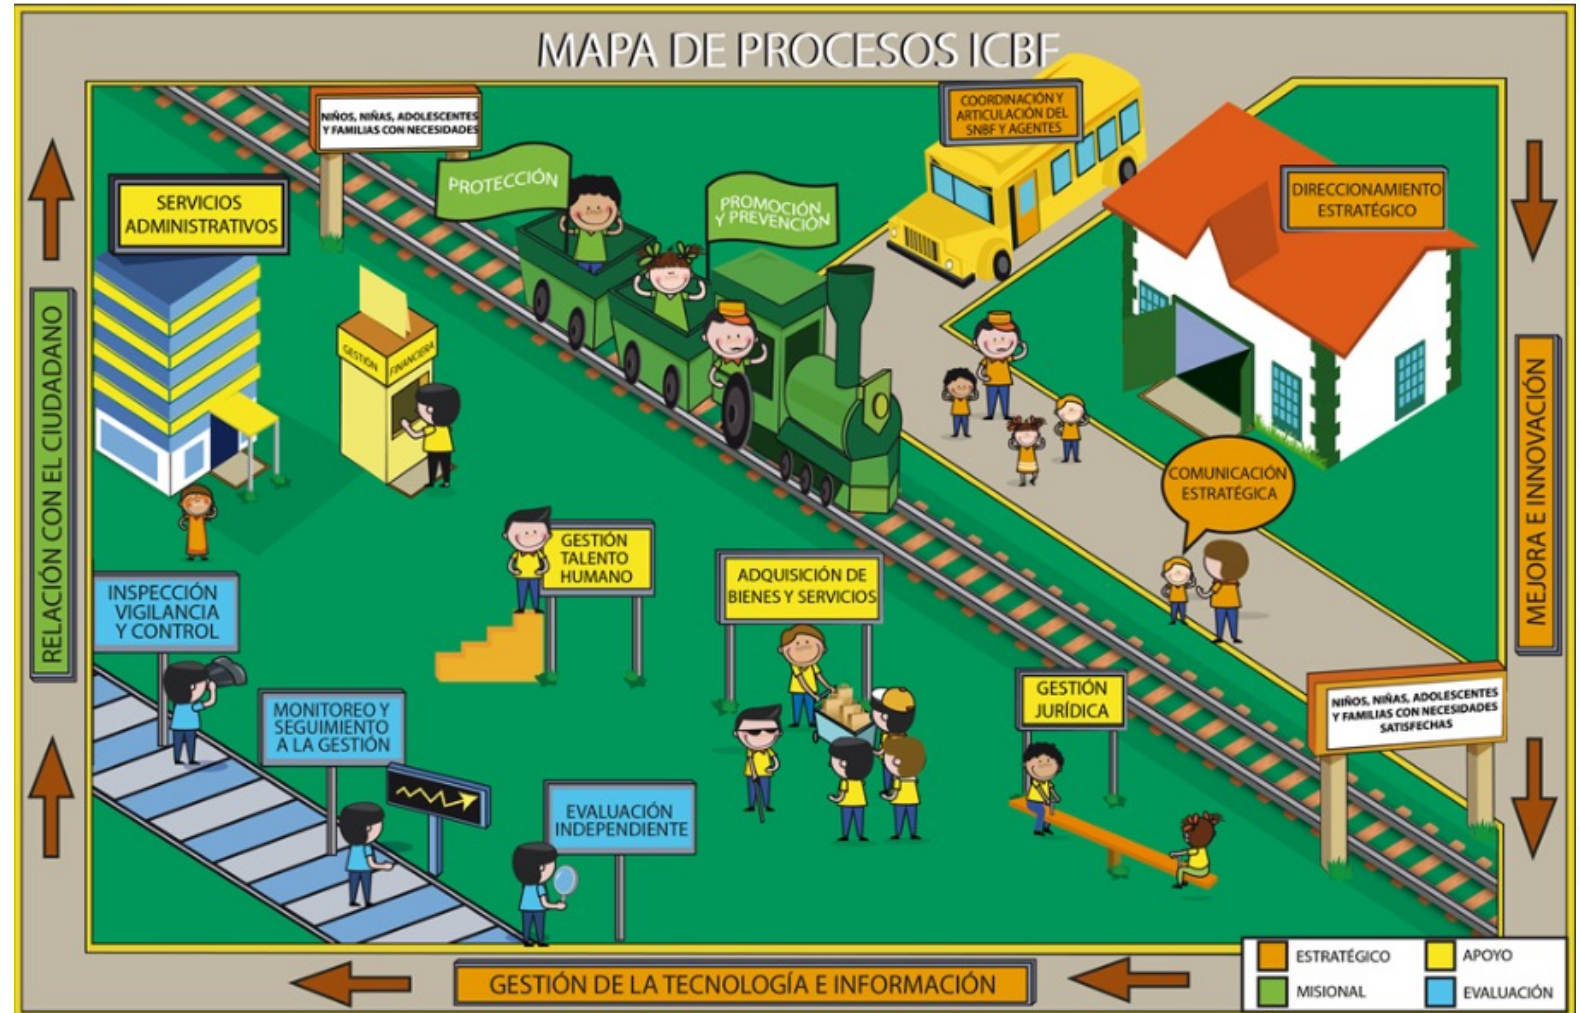 MAPA DE PROCESOS ICBF
NIÑOS, NIÑAS, ADOLESCENTES
Y FAMILIAS CON NECESIDADES
COORDINACIÓN Y
ARTICULACIÓN DEL
SNBF Y AGENTES
PROTECCIÓN
PROMOCIÓN
Y PREVENCIÓN
DIRECCIONAMIENTO
ESTRATÉGICO
SERVICIOS
ADMINISTRATIVOS
GESTIÓN FINANCIERA
RELACIÓN CON EL CIUDADANO
MEJORA E INNOVACIÓN
COMUNICACIÓN
ESTRATÉGICA
GESTIÓN
TALENTO
HUMANO
ADQUISICIÓN DE
BIENES Y SERVICIOS
INSPECCIÓN
VIGILANCIA
Y CONTROL
GESTIÓN
JURÍDICA
NIÑOS, NIÑAS, ADOLESCENTES
Y FAMILIAS CON NECESIDADES
SATISFECHAS
MONITOREO Y
SEGUIMIENTO
A LA GESTIÓN
EVALUACIÓN
INDEPENDIENTE
GESTIÓN DE LA TECNOLOGÍA E INFORMACIÓN
ESTRATÉGICO
APOYO
MISIONAL
EVALUACIÓN